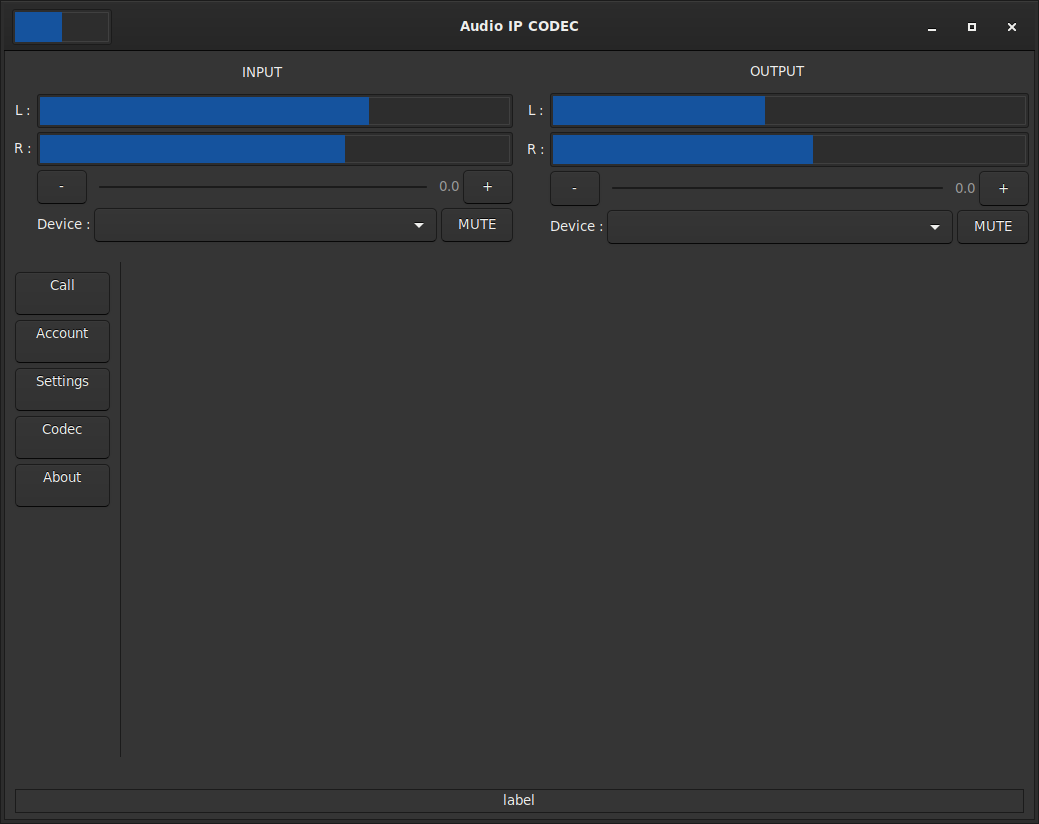 Audio IP CODEC
INPUT
OUTPUT
L :
L :
R :
R :
- 0.0 +
- 0.0 +
Device : MUTE
Device : MUTE
Call
Account
Settings
Codec
About
label